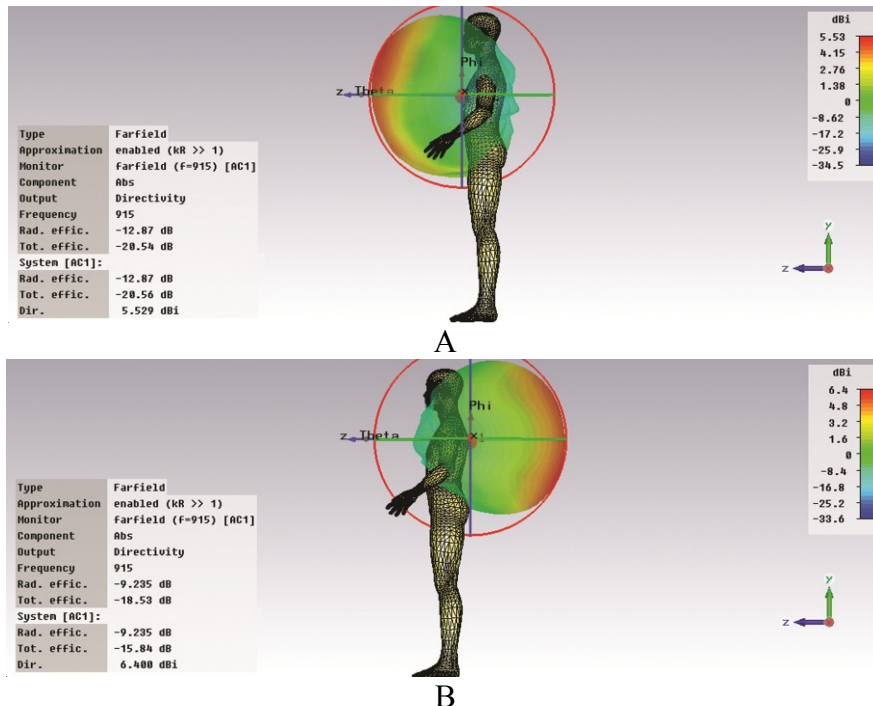 dBi
5.53
4.15
2.76
1.38
0
-8.62
-17.2
-25.9
-34.5
Phi
z Theta x
Type Farfield
Approximation enabled (kR >> 1)
Monitor farfield (f=915) [AC1]
Component Abs
Output Directivity
Frequency 915
Rad. effic. -12.87 dB
Tot. effic. -20.54 dB
System [AC1]:
Rad. effic. -12.87 dB
Tot. effic. -20.56 dB
Dir. 5.529 dBi
y
z
A
dBi
6.4
4.8
3.2
1.6
0
-8.4
-16.8
-25.2
-33.6
Phi
z Theta x
Type Farfield
Approximation enabled (kR >> 1)
Monitor farfield (f=915) [AC1]
Component Abs
Output Directivity
Frequency 915
Rad. effic. -9.235 dB
Tot. effic. -18.53 dB
System [AC1]:
Rad. effic. -9.235 dB
Tot. effic. -15.84 dB
Dir. 6.400 dBi
y
z
B